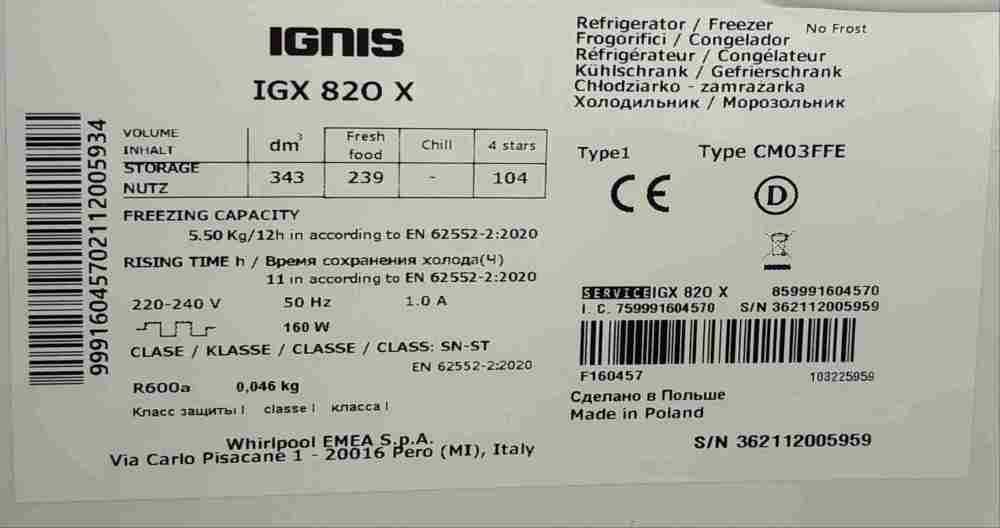 IGNIS
IGX 820 X
VOLUME
INHALT
STORAGE
NUTZ
dm³ Fresh food Chill 4 stars
343 239 - 104
FREEZING CAPACITY
5.50 Kg/12h in according to EN 62552-2:2020
RISING TIME h / Время сохранения холода(Ч)
11 in according to EN 62552-2:2020
220-240 V 50 Hz 1.0 A
160 W
CLASE / KLASSE / CLASSE / CLASS: SN-ST
EN 62552-2:2020
R600a 0,046 kg
Класс защиты I classe I класса I
Whirlpool EMEA S.p.A.
Via Carlo Pisacane 1 - 20016 Pero (MI), Italy
99916045702112005934
Refrigerator / Freezer No Frost
Frogorifici / Congelador
Réfrigérateur / Congélateur
Kühlschrank / Gefrierschrank
Chłodziarko - zamrażarka
Холодильник / Морозольник
Type1 Type CM03FFE
CE D
SERVICE IGX 820 X 859991604570
I. C. 759991604570 S/N 362112005959
F160457 103225959
Сделано в Польше
Made in Poland
S/N 362112005959